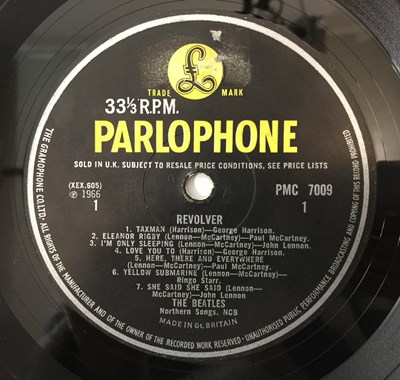 £
TRADE MARK
33⅓ R.P.M.
PARLOPHONE
SOLD IN U.K. SUBJECT TO RESALE PRICE CONDITIONS, SEE PRICE LISTS
(XEX.605)
℗ 1966
1
PMC 7009
1
REVOLVER
1. TAXMAN (Harrison)—George Harrison.
2. ELEANOR RIGBY (Lennon—McCartney)—Paul McCartney.
3. I'M ONLY SLEEPING (Lennon—McCartney)—John Lennon.
4. LOVE YOU TO (Harrison)—George Harrison.
5. HERE, THERE AND EVERYWHERE
(Lennon—McCartney)—Paul McCartney.
6. YELLOW SUBMARINE (Lennon—McCartney)—
Ringo Starr.
7. SHE SAID SHE SAID (Lennon—
McCartney)—John Lennon
THE BEATLES
Northern Songs, NCB
MADE IN Gt. BRITAIN
THE GRAMOPHONE CO. LTD. ALL RIGHTS OF THE MANUFACTURER AND OF THE OWNER OF THE RECORDED WORK RESERVED. UNAUTHORISED PUBLIC PERFORMANCE BROADCASTING AND COPYING OF THIS RECORD PROHIBITED